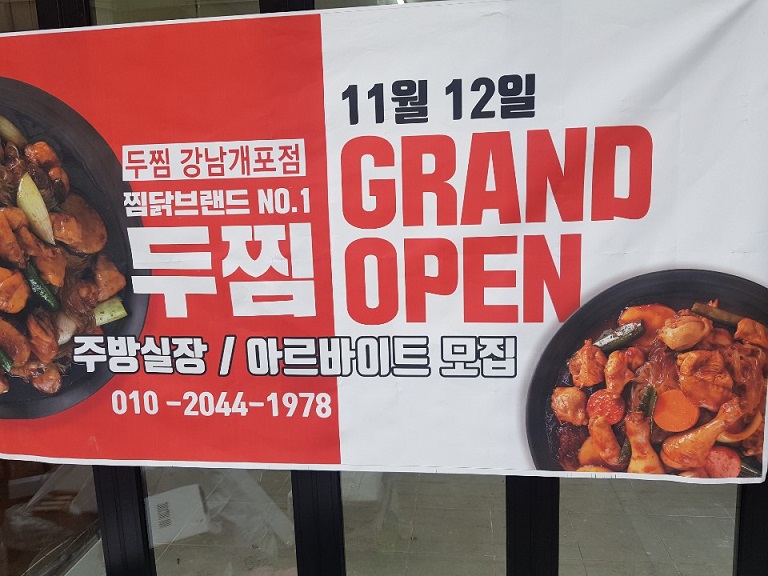 두찜 강남개포점
찜닭브랜드 NO.1
두찜
11월 12일
GRAND
OPEN
주방실장 / 아르바이트 모집
010 -2044-1978